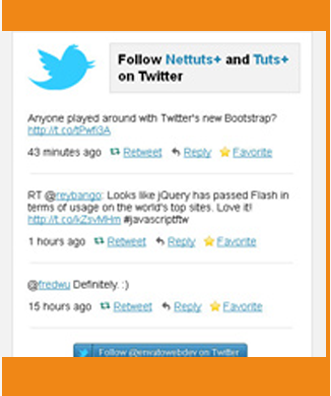 Follow Nettuts+ and Tuts+
on Twitter
Anyone played around with Twitter's new Bootstrap?
http://t.co/tPwfi3A
43 minutes ago Retweet Reply Favorite
RT @reybango: Looks like jQuery has passed Flash in
terms of usage on the world's top sites. Love it!
http://t.co/kZsvMHm #javascriptftw
1 hours ago Retweet Reply Favorite
@fredwu Definitely. :)
15 hours ago Retweet Reply Favorite
Follow @envatowebdev on Twitter